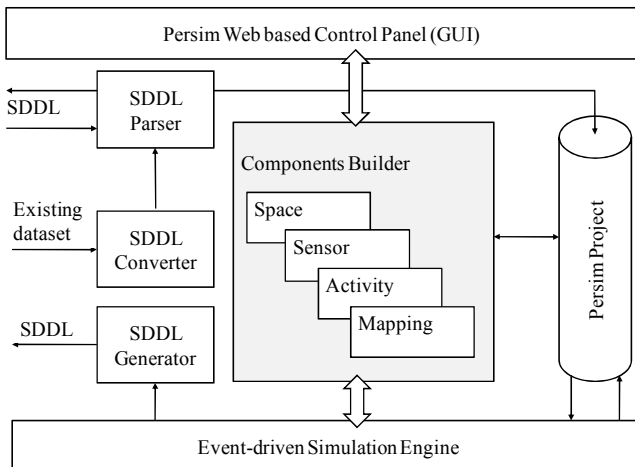 Persim Web based Control Panel (GUI)
SDDL
SDDL
Parser
Components Builder
Space
Sensor
Activity
Mapping
Existing
dataset
SDDL
Converter
SDDL
SDDL
Generator
Persim Project
Event-driven Simulation Engine